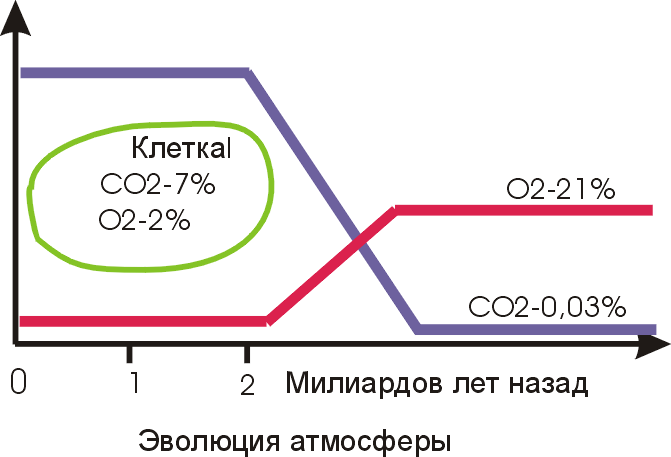 Клетка
CO2-7%
O2-2%
O2-21%
CO2-0,03%
0 1 2 Милиардов лет назад
Эволюция атмосферы